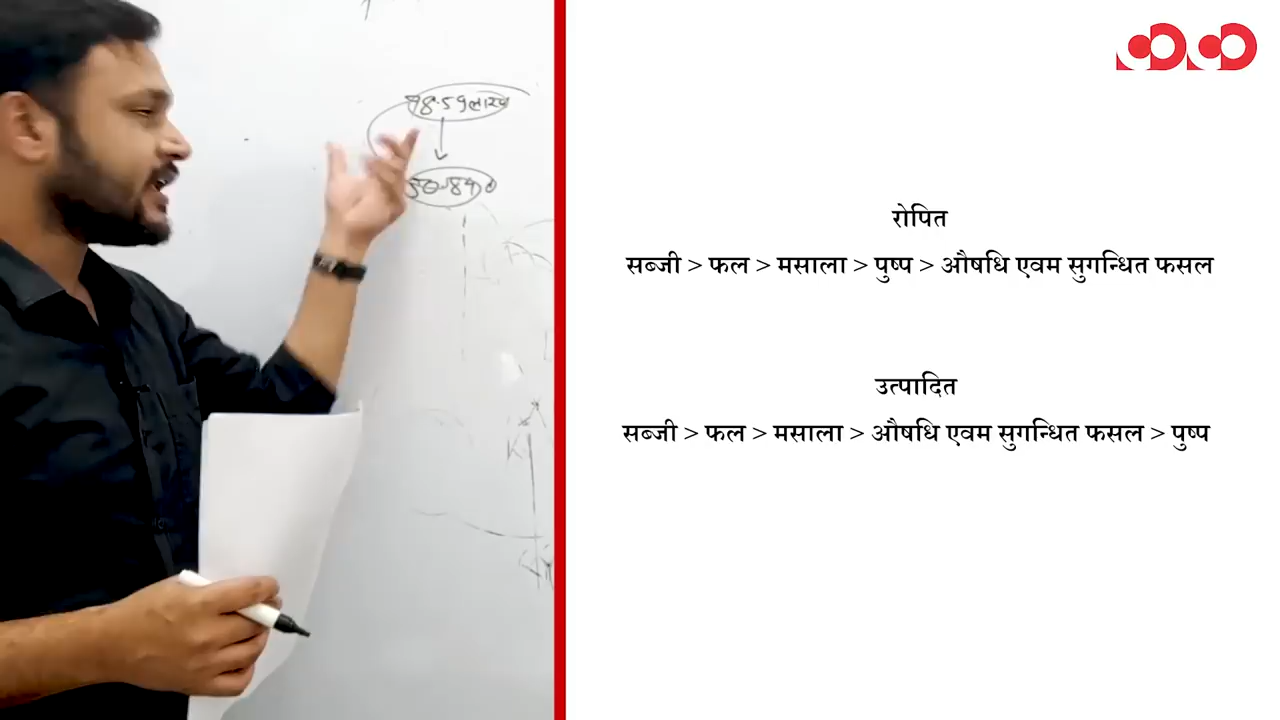 रोपित
सब्जी > फल > मसाला > पुष्प > औषधि एवम सुगन्धित फसल
उत्पादित
सब्जी > फल > मसाला > औषधि एवम सुगन्धित फसल > पुष्प